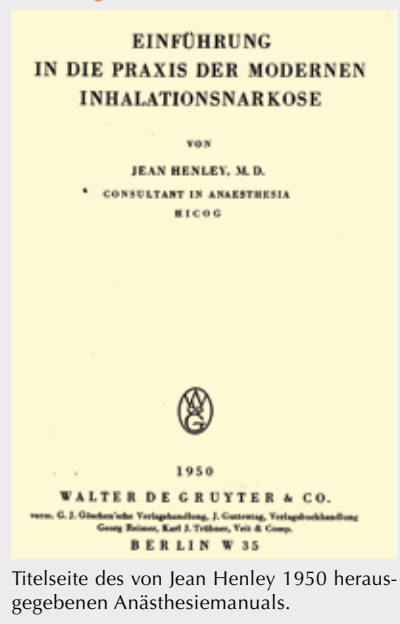 EINFÜHRUNG
IN DIE PRAXIS DER MODERNEN
INHALATIONSNARKOSE
VON
JEAN HENLEY, M. D.
CONSULTANT IN ANAESTHESIA
HICOG
W
G
1950
WALTER DE GRUYTER & CO.
vorm. G. J. Göschen'sche Verlagshandlung, J. Guttentag, Verlagsbuchhandlung
Georg Reimer, Karl J. Trübner, Veit & Comp.
BERLIN W 35
Titelseite des von Jean Henley 1950 heraus-
gegebenen Anästhesiemanuals.